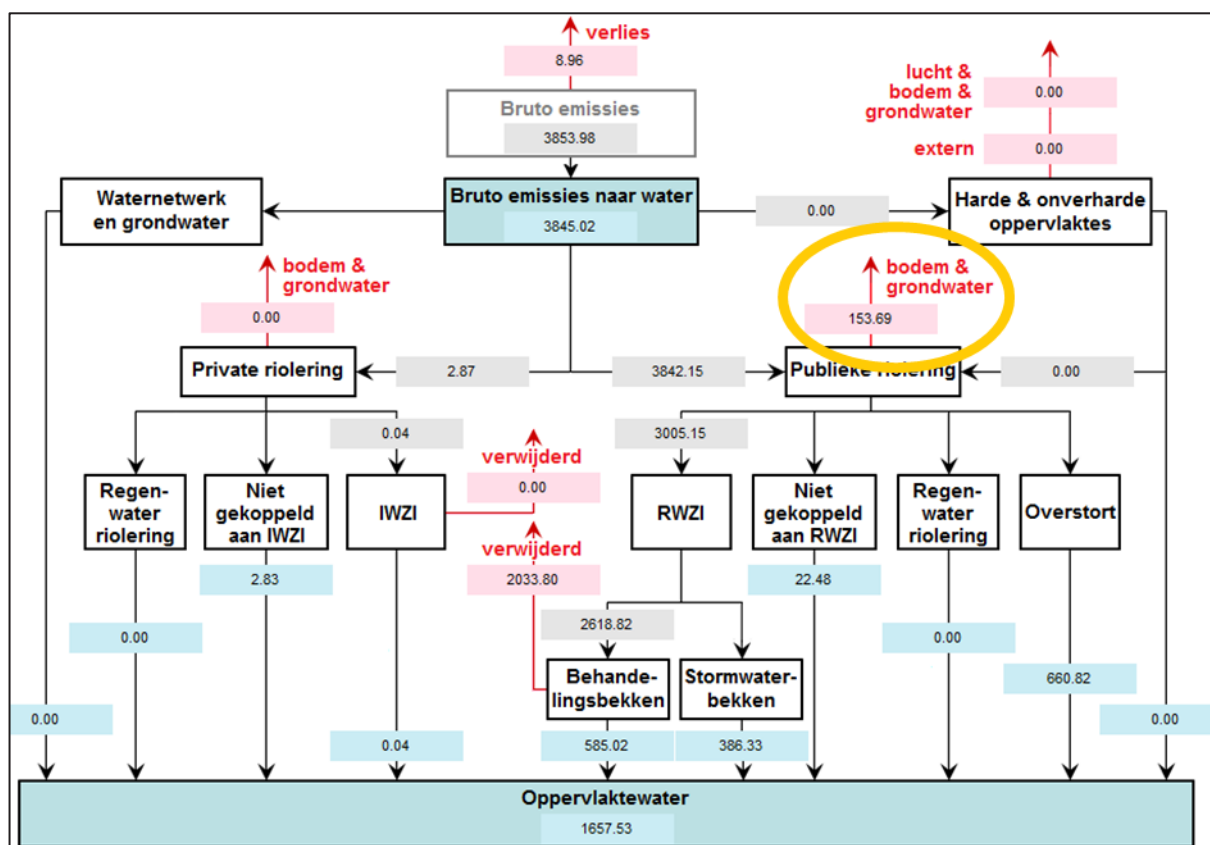 verlies
8.96
Bruto emissies
3853.98
lucht &
bodem &
grondwater
0.00
extern
0.00
Waternetwerk
en grondwater
Bruto emissies naar water
3845.02
0.00
Harde & onverharde
oppervlaktes
bodem &
grondwater
0.00
bodem &
grondwater
153.69
Private riolering
2.87
3842.15
Publieke riolering
0.00
0.04
3005.15
Regen-
water
riolering
Niet
gekoppeld
aan IWZI
IWZI
verwijderd
0.00
RWZI
Niet
gekoppeld
aan RWZI
Regen-
water
riolering
Overstort
verwijderd
2033.80
2.83
22.48
0.00
2618.82
0.00
Behande-
lingsbekken
Stormwater-
bekken
660.82
0.00
0.04
585.02
386.33
0.00
Oppervlaktewater
1657.53